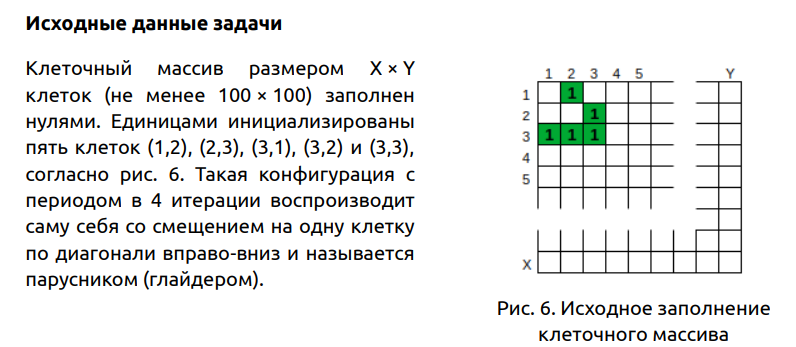 Исходные данные задачи
Клеточный массив размером X × Y
клеток (не менее 100 × 100) заполнен
нулями. Единицами инициализированы
пять клеток (1,2), (2,3), (3,1), (3,2) и (3,3),
согласно рис. 6. Такая конфигурация с
периодом в 4 итерации воспроизводит
саму себя со смещением на одну клетку
по диагонали вправо-вниз и называется
парусником (глайдером).
1 2 3 4 5 Y
1 1
2 1
3 1 1 1
4
5
X
Рис. 6. Исходное заполнение
клеточного массива